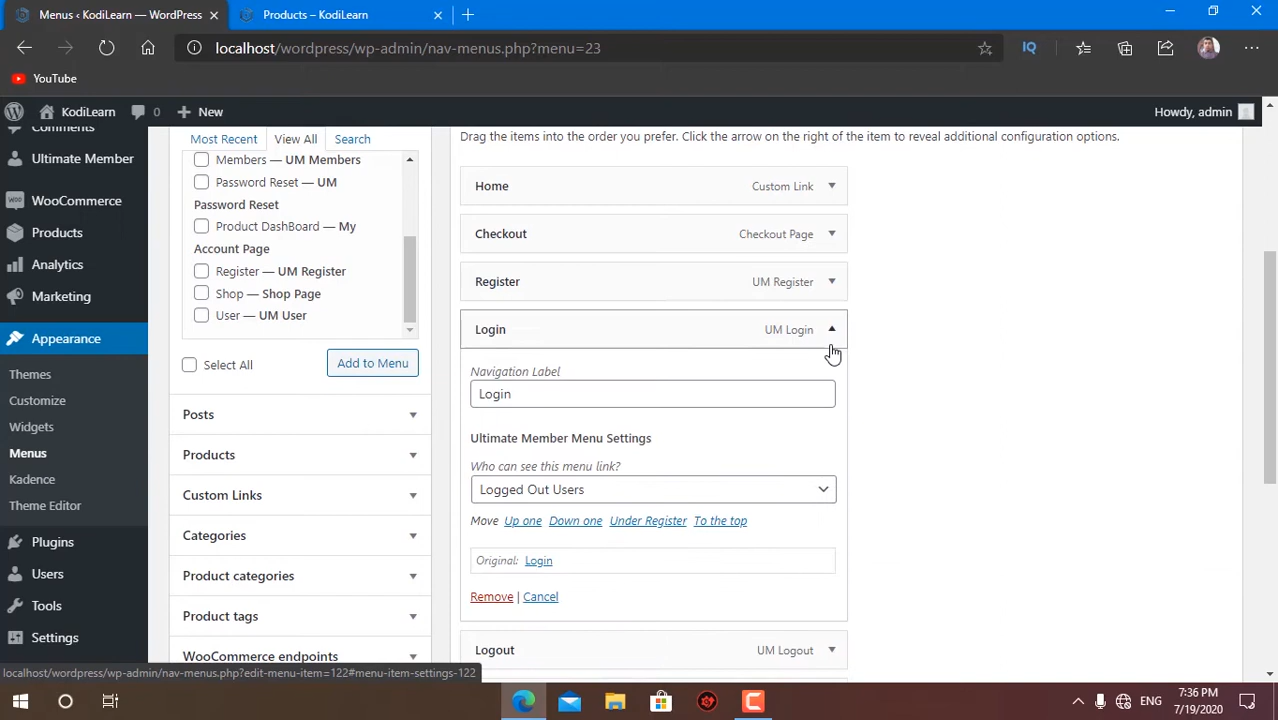 Menus ‹ KodiLearn — WordPress
Products – KodiLearn
localhost/wordpress/wp-admin/nav-menus.php?menu=23
IQ
YouTube
KodiLearn
0
New
Howdy, admin
Comments
Ultimate Member
WooCommerce
Products
Analytics
Marketing
Appearance
Themes
Customize
Widgets
Menus
Kadence
Theme Editor
Plugins
Users
Tools
Settings
Most Recent
View All
Search
Members — UM Members
Password Reset — UM
Password Reset
Product DashBoard — My
Account Page
Register — UM Register
Shop — Shop Page
User — UM User
Select All
Add to Menu
Posts
Products
Custom Links
Categories
Product categories
Product tags
WooCommerce endpoints
Drag the items into the order you prefer. Click the arrow on the right of the item to reveal additional configuration options.
Home Custom Link
Checkout Checkout Page
Register UM Register
Login UM Login
Navigation Label
Login
Ultimate Member Menu Settings
Who can see this menu link?
Logged Out Users
Move Up one Down one Under Register To the top
Original: Login
Remove | Cancel
Logout UM Logout
localhost/wordpress/wp-admin/nav-menus.php?edit-menu-item=122#menu-item-settings-122
ENG
7:36 PM
7/19/2020